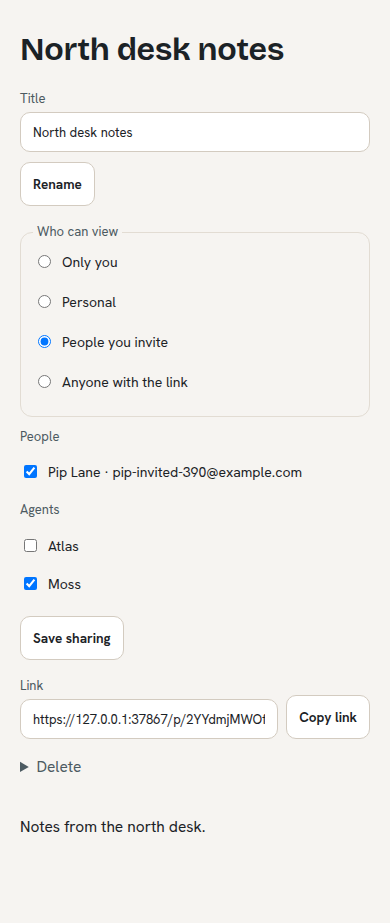 North desk notes
Title
North desk notes
Rename
Who can view
Only you
Personal
People you invite
Anyone with the link
People
Pip Lane · pip-invited-390@example.com
Agents
Atlas
Moss
Save sharing
Link
https://127.0.0.1:37867/p/2YYdmjMWOf
Copy link
Delete
Notes from the north desk.